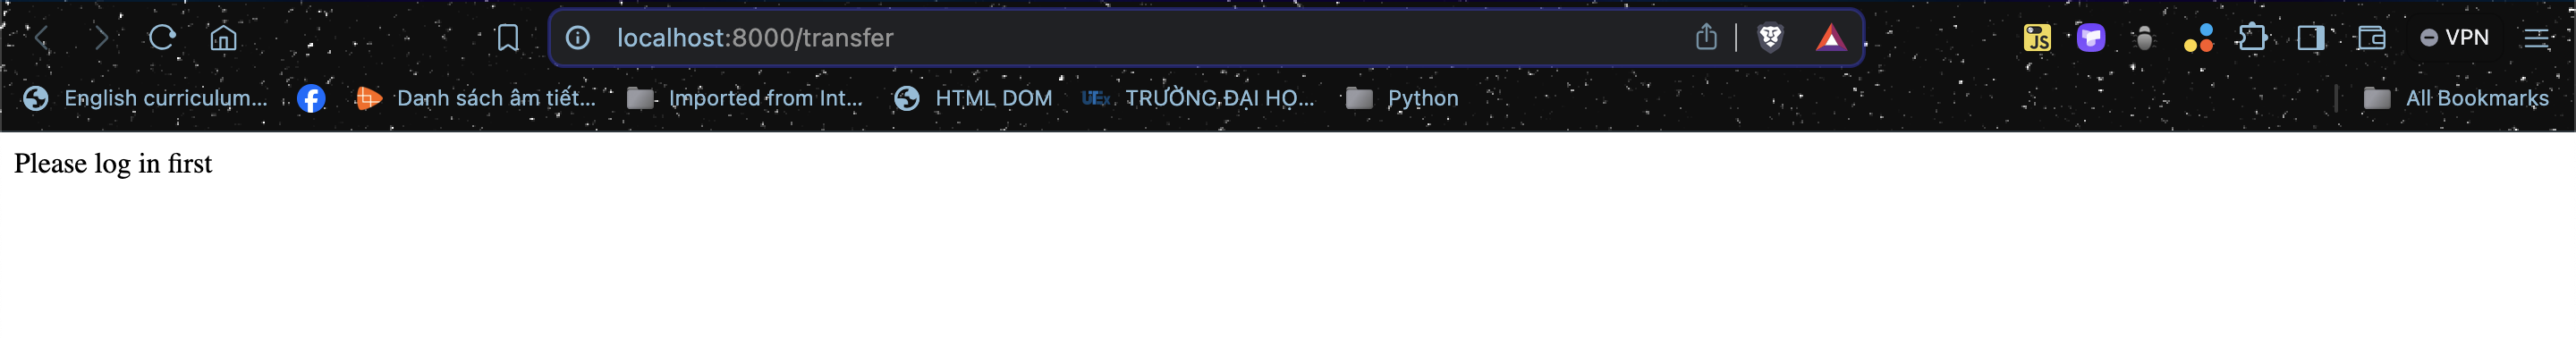 localhost:8000/transfer
JS
VPN
English curriculum...
Danh sách âm tiết...
Imported from Int...
HTML DOM
UEx TRƯỜNG ĐẠI HỌ...
Python
All Bookmarks
Please log in first